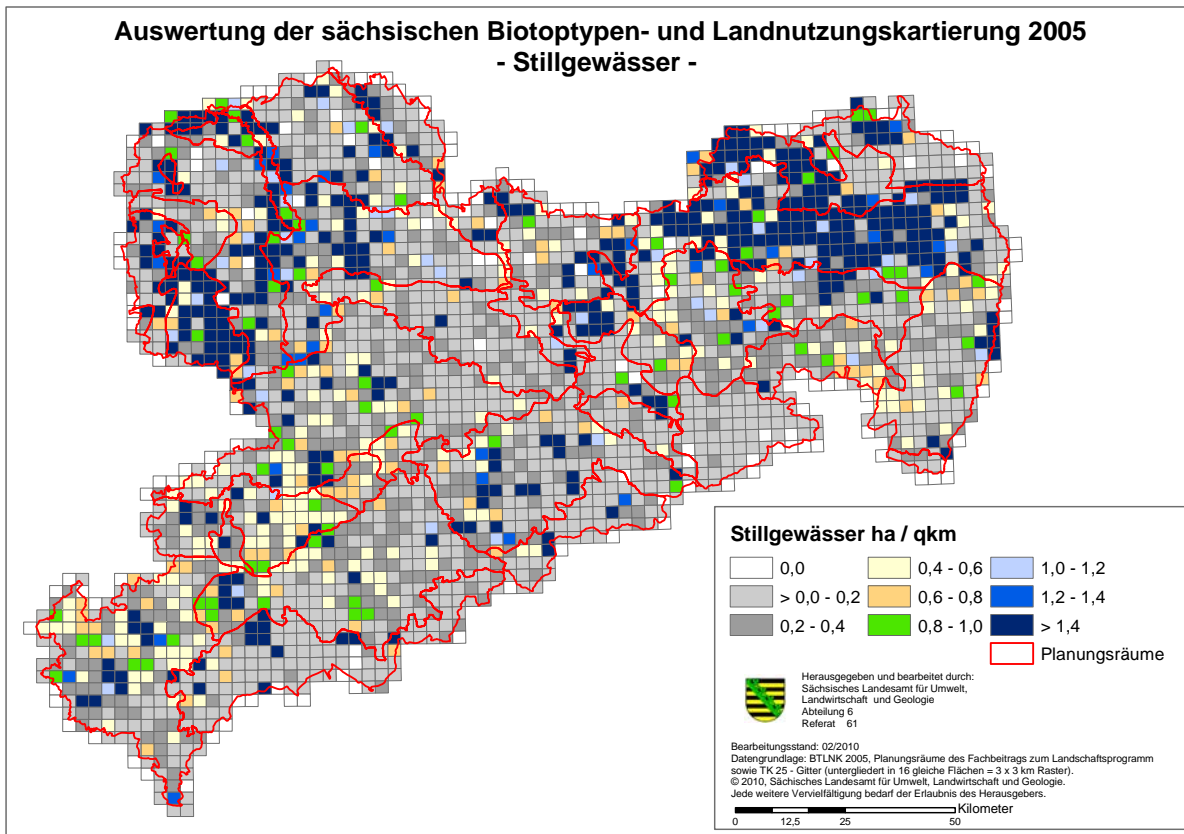 Auswertung der sächsischen Biotoptypen- und Landnutzungskartierung 2005
- Stillgewässer -
Stillgewässer ha / qkm
0,0
0,4 - 0,6
1,0 - 1,2
> 0,0 - 0,2
0,6 - 0,8
1,2 - 1,4
0,2 - 0,4
0,8 - 1,0
> 1,4
Planungsräume
Herausgegeben und bearbeitet durch:
Sächsisches Landesamt für Umwelt,
Landwirtschaft und Geologie
Abteilung 6
Referat 61
Bearbeitungsstand: 02/2010
Datengrundlage: BTLNK 2005, Planungsräume des Fachbeitrags zum Landschaftsprogramm
sowie TK 25 - Gitter (untergliedert in 16 gleiche Flächen = 3 x 3 km Raster).
© 2010, Sächsisches Landesamt für Umwelt, Landwirtschaft und Geologie.
Jede weitere Vervielfältigung bedarf der Erlaubnis des Herausgebers.
Kilometer
0 12,5 25 50